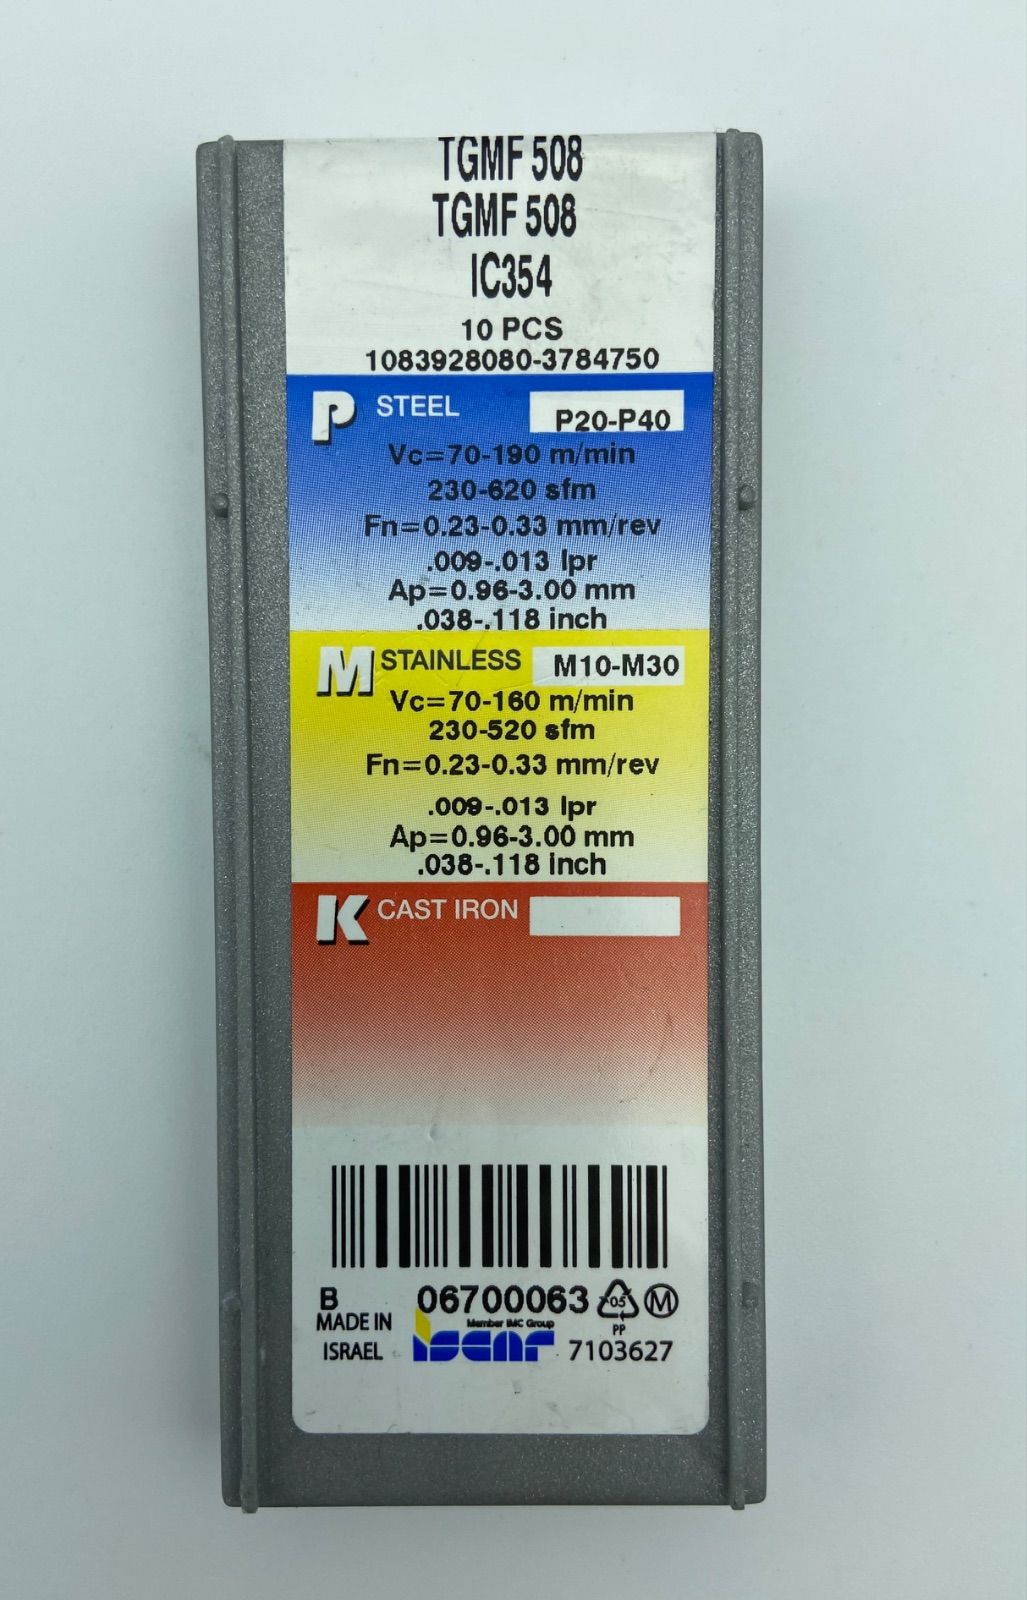 TGMF 508
TGMF 508
IC354
10 PCS
1083928080-3784750
P STEEL P20-P40
Vc=70-190 m/min
230-620 sfm
Fn=0.23-0.33 mm/rev
.009-.013 Ipr
Ap=0.96-3.00 mm
.038-.118 inch
M STAINLESS M10-M30
Vc=70-160 m/min
230-520 sfm
Fn=0.23-0.33 mm/rev
.009-.013 Ipr
Ap=0.96-3.00 mm
.038-.118 inch
K CAST IRON
B 06700063 05 M
PP
MADE IN
ISRAEL
Member IMC Group
iscar 7103627